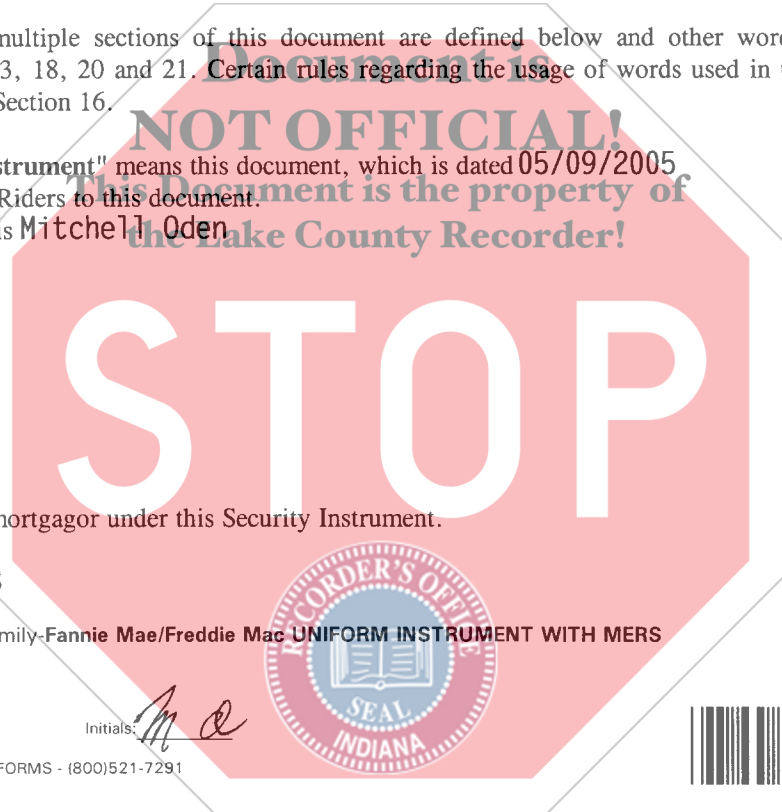 multiple sections of this document are defined below and other wor
3, 18, 20 and 21. Certain rules regarding the usage of words used in
Document is
Section 16.
NOT OFFICIAL!
strument" means this document, which is dated 05/09/2005
This Document is the property of
Riders to this document.
is Mitchell Oden
the Lake County Recorder!
STOP
mortgagor under this Security Instrument.
RECORDER'S OFFICE
mily-Fannie Mae/Freddie Mac UNIFORM INSTRUMENT WITH MERS
SEAL
Initials: M O
INDIANA
FORMS - (800)521-7291